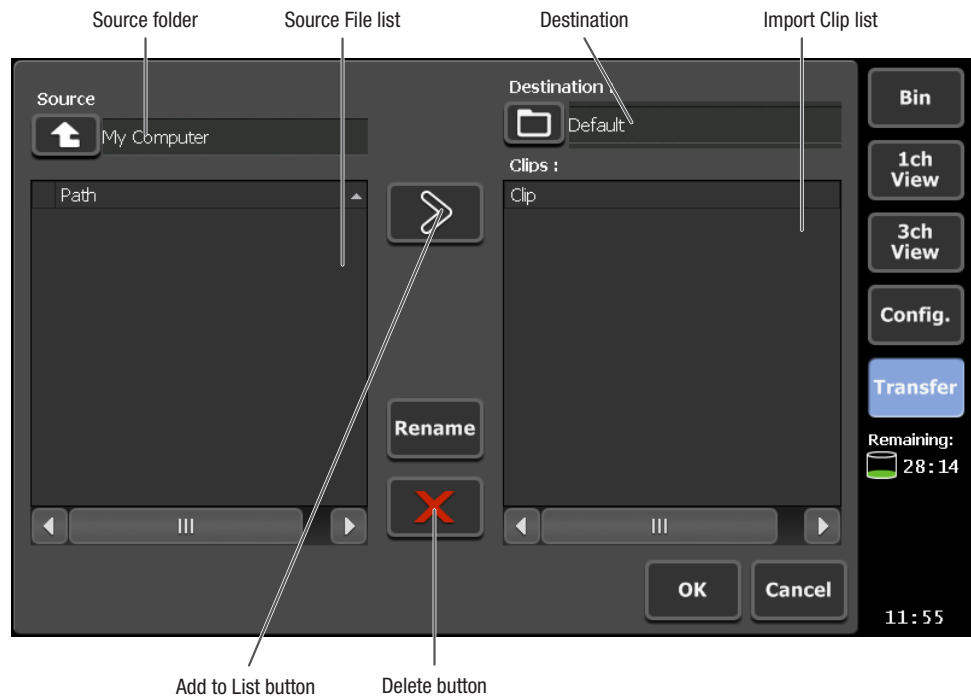 Source folder
Source File list
Destination
Import Clip list
Source
My Computer
Path
Destination :
Default
Clips :
Clip
Rename
OK
Cancel
Bin
1ch
View
3ch
View
Config.
Transfer
Remaining:
28:14
11:55
Add to List button
Delete button